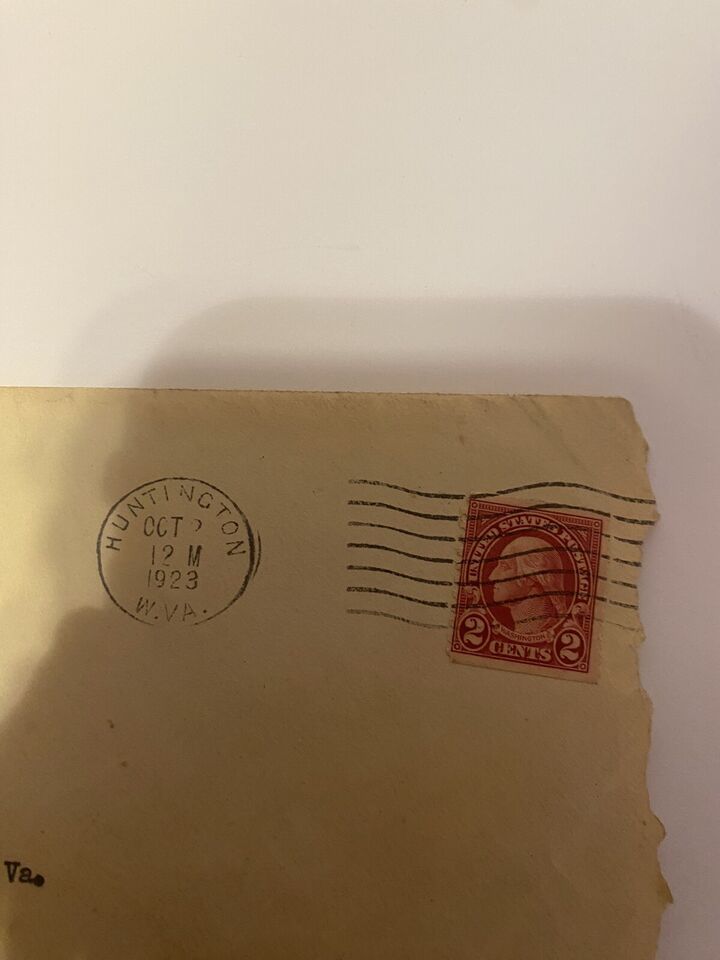 HUNTINGTON
OCT
12 M
1923
W.VA.
UNITED STATES POSTAGE
WASHINGTON
2 CENTS 2
Va.